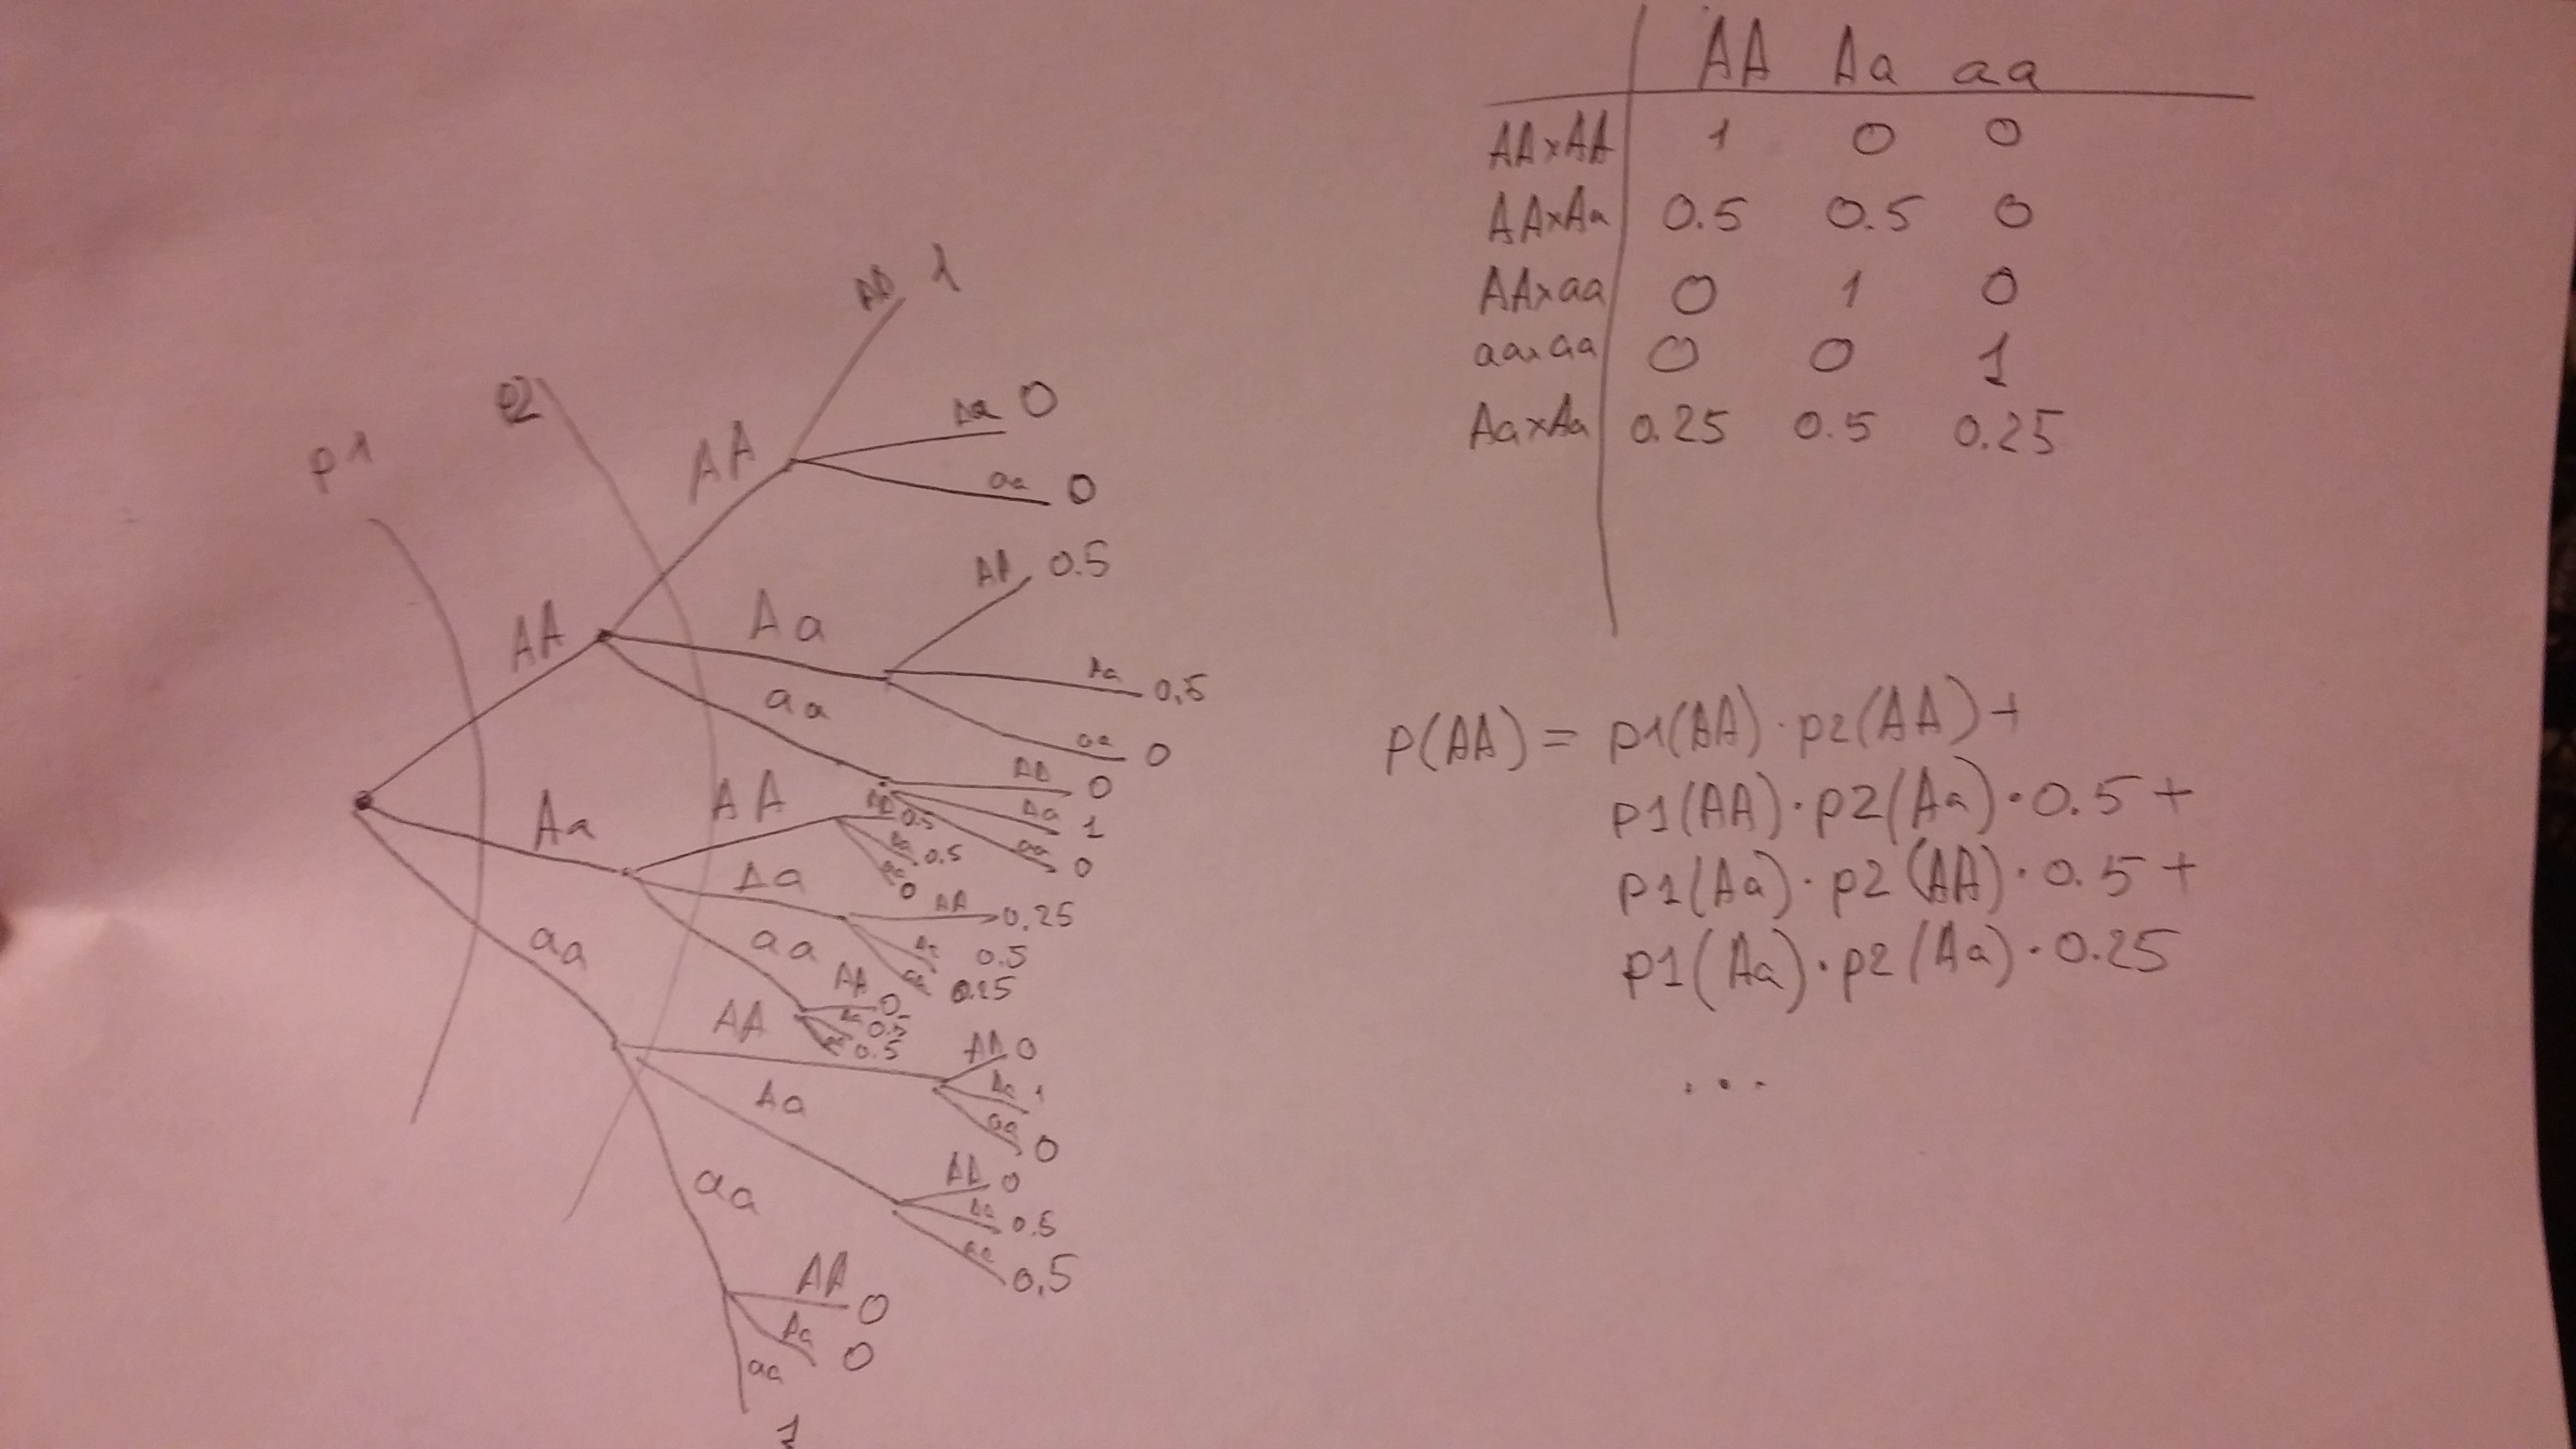 p1
p2
AA 1
Aa 0
aa 0
AA
AA 0.5
AA
Aa
Aa 0,5
aa 0
aa
AA 0
Aa 1
aa 0
Aa
AA
AA 0.5
Aa 0.5
aa 0
Aa
AA 0,25
Aa 0.5
aa 0.25
aa
AA 0
Aa 0.5
aa 0.5
aa
AA
AA 0
Aa 1
aa 0
Aa
AA 0
Aa 0.5
aa 0,5
aa
AA 0
Aa 0
aa
1
AA Aa aa
AAxAA 1 0 0
AAxAa 0.5 0.5 0
AAxaa 0 1 0
aaxaa 0 0 1
AaxAa 0.25 0.5 0.25
p(AA) = p1(AA) · p2(AA) +
p1(AA) · p2(Aa) · 0.5 +
p1(Aa) · p2(AA) · 0.5 +
p1(Aa) · p2(Aa) · 0.25
...